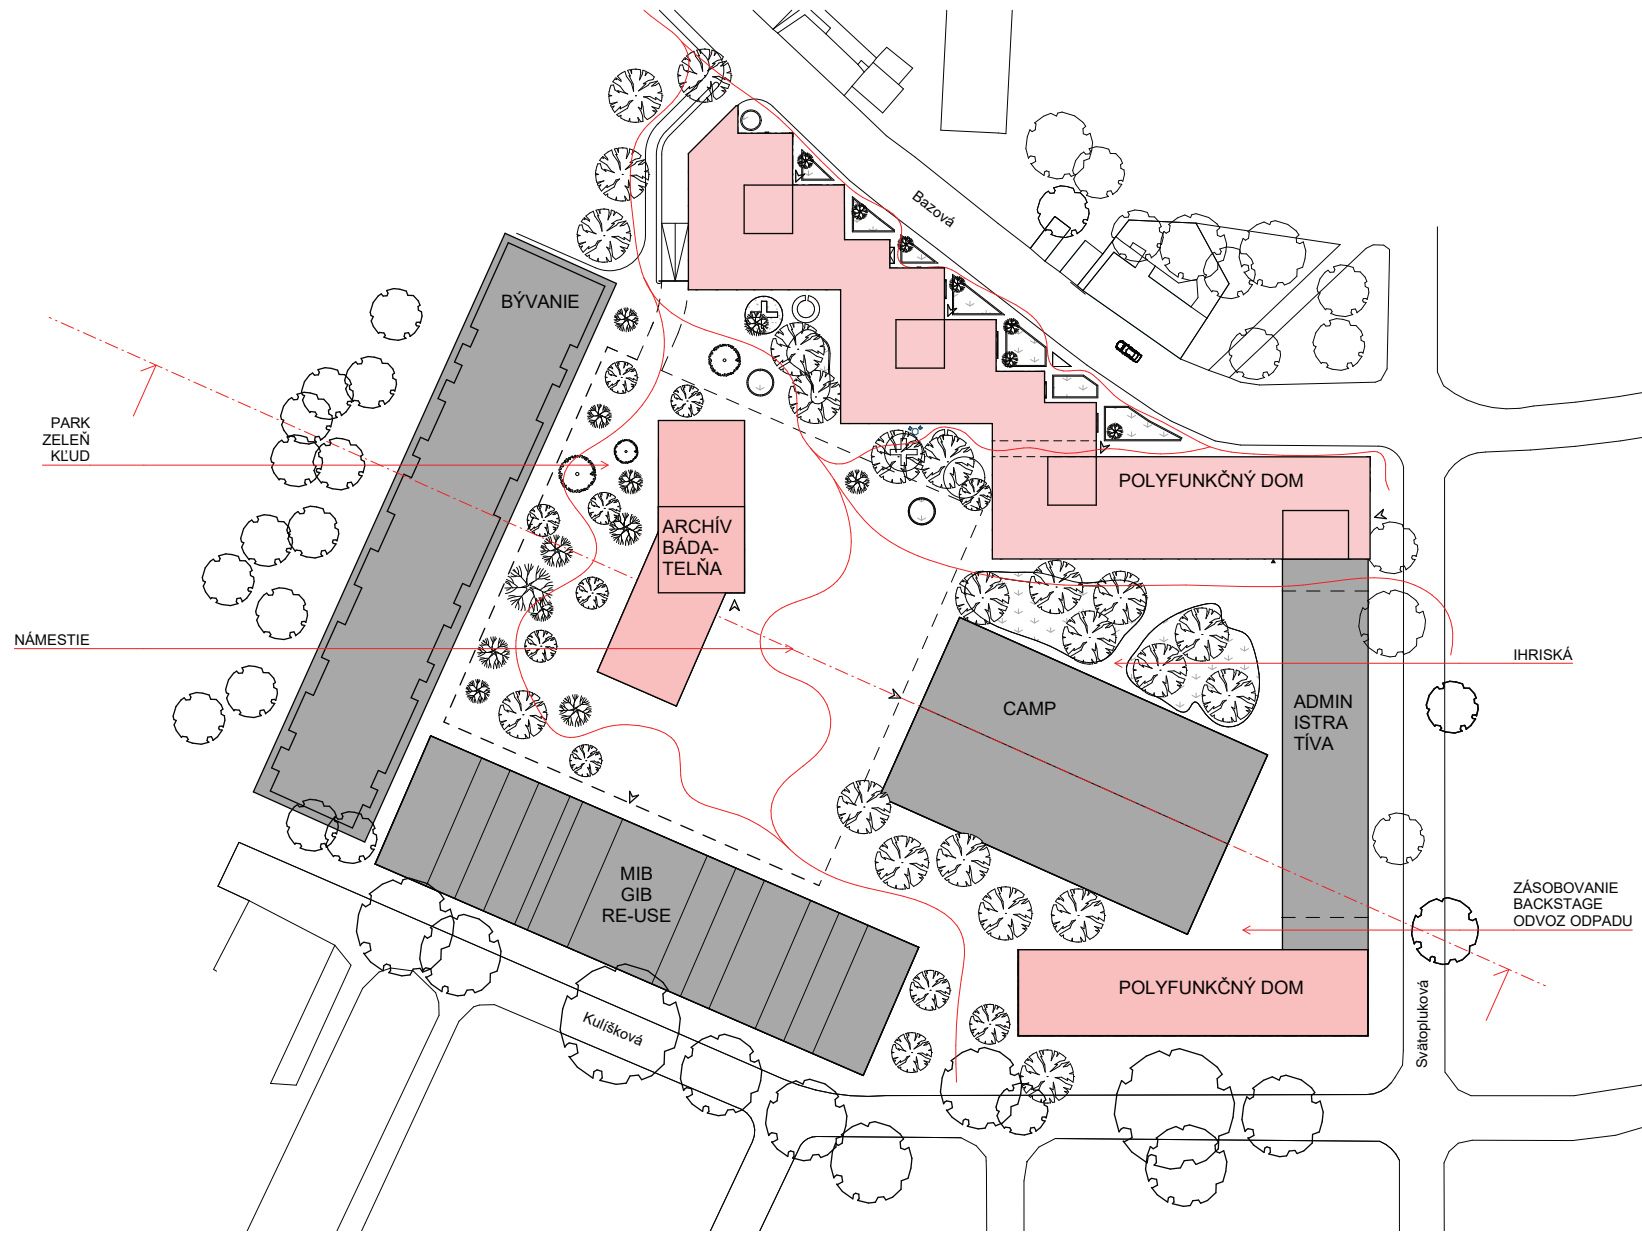 Bazová
BÝVANIE
PARK
ZELEŇ
KĽUD
POLYFUNKČNÝ DOM
ARCHÍV
BÁDA-
TELŇA
NÁMESTIE
IHRISKÁ
CAMP
ADMIN
ISTRA
TÍVA
MIB
GIB
RE-USE
ZÁSOBOVANIE
BACKSTAGE
ODVOZ ODPADU
POLYFUNKČNÝ DOM
Kulíšková
Svätoplukova